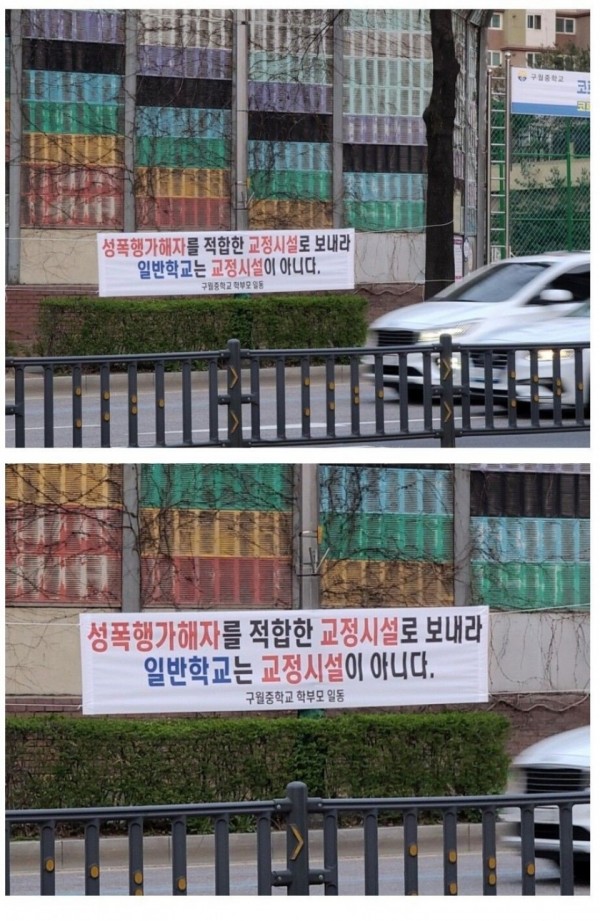 구월중학교
성폭행가해자를 적합한 교정시설로 보내라
일반학교는 교정시설이 아니다.
구월중학교 학부모 일동
성폭행가해자를 적합한 교정시설로 보내라
일반학교는 교정시설이 아니다.
구월중학교 학부모 일동